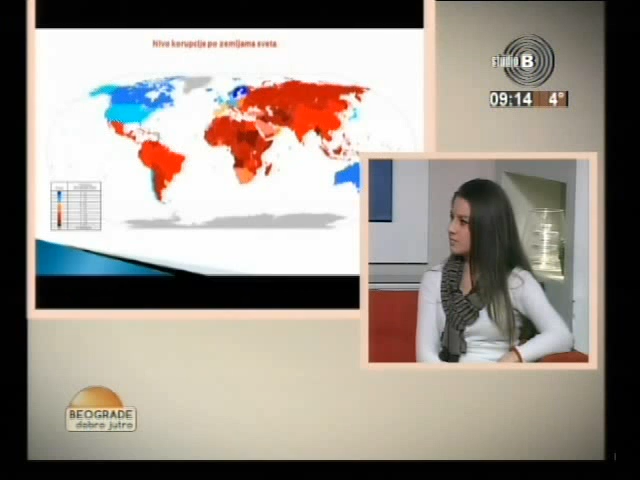 Nivo korupcije po zemljama sveta
studio B
09:14 4°
BEOGRADE
dobro jutro